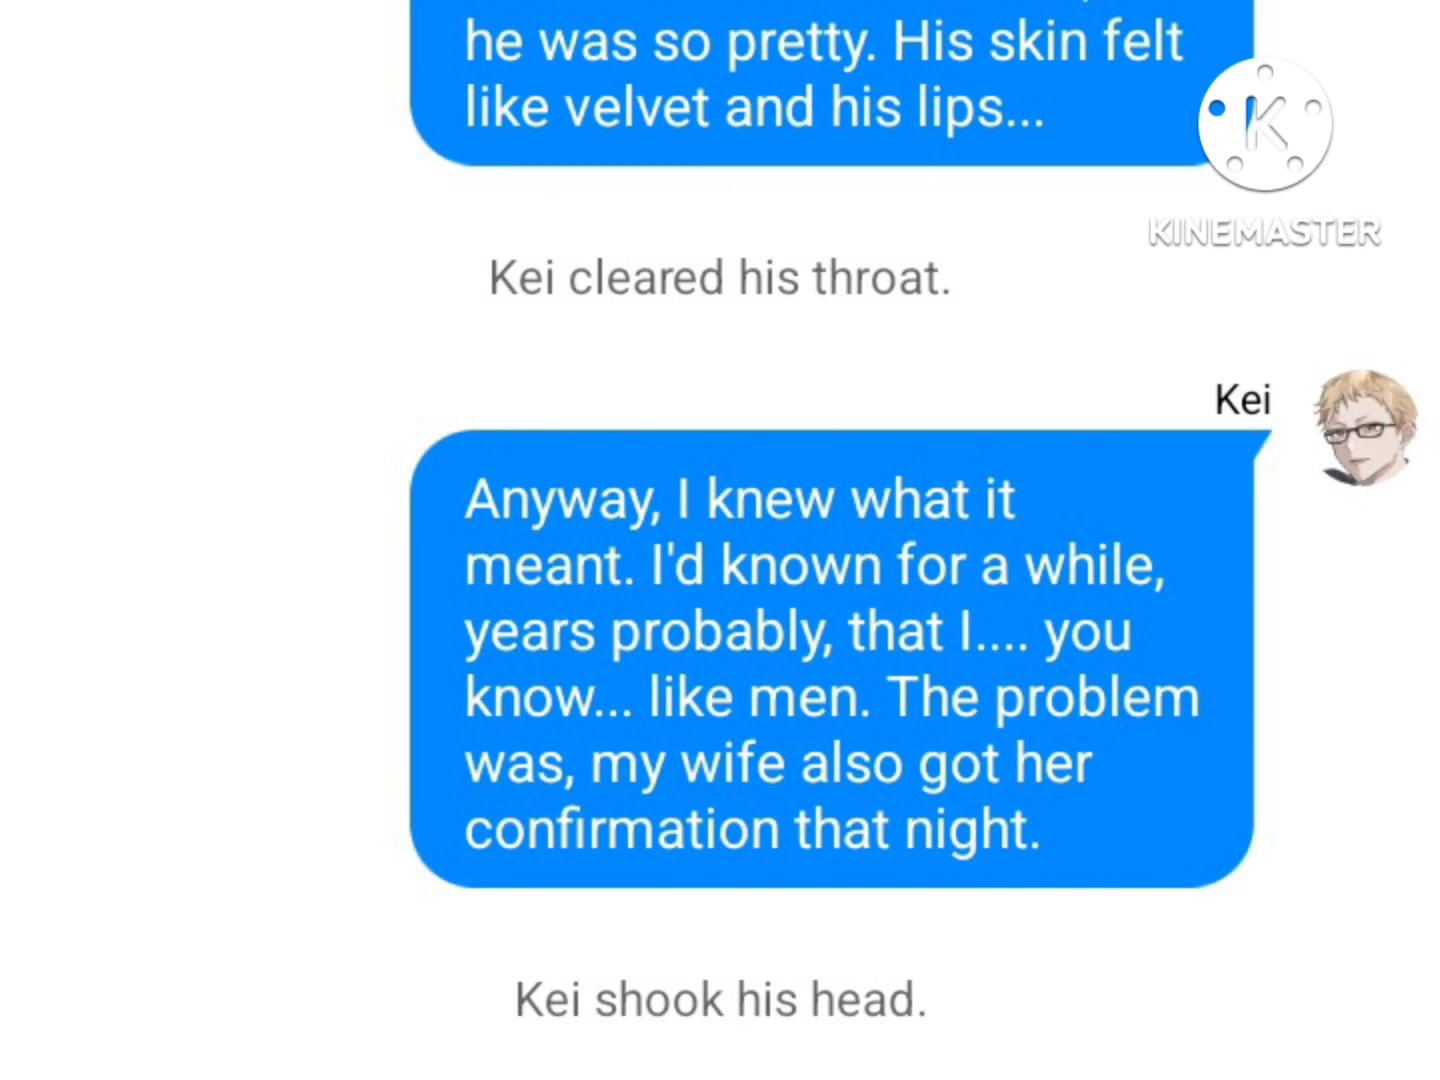 he was so pretty. His skin felt
like velvet and his lips...
KINEMASTER
Kei cleared his throat.
Kei
Anyway, I knew what it
meant. I'd known for a while,
years probably, that I.... you
know... like men. The problem
was, my wife also got her
confirmation that night.
Kei shook his head.